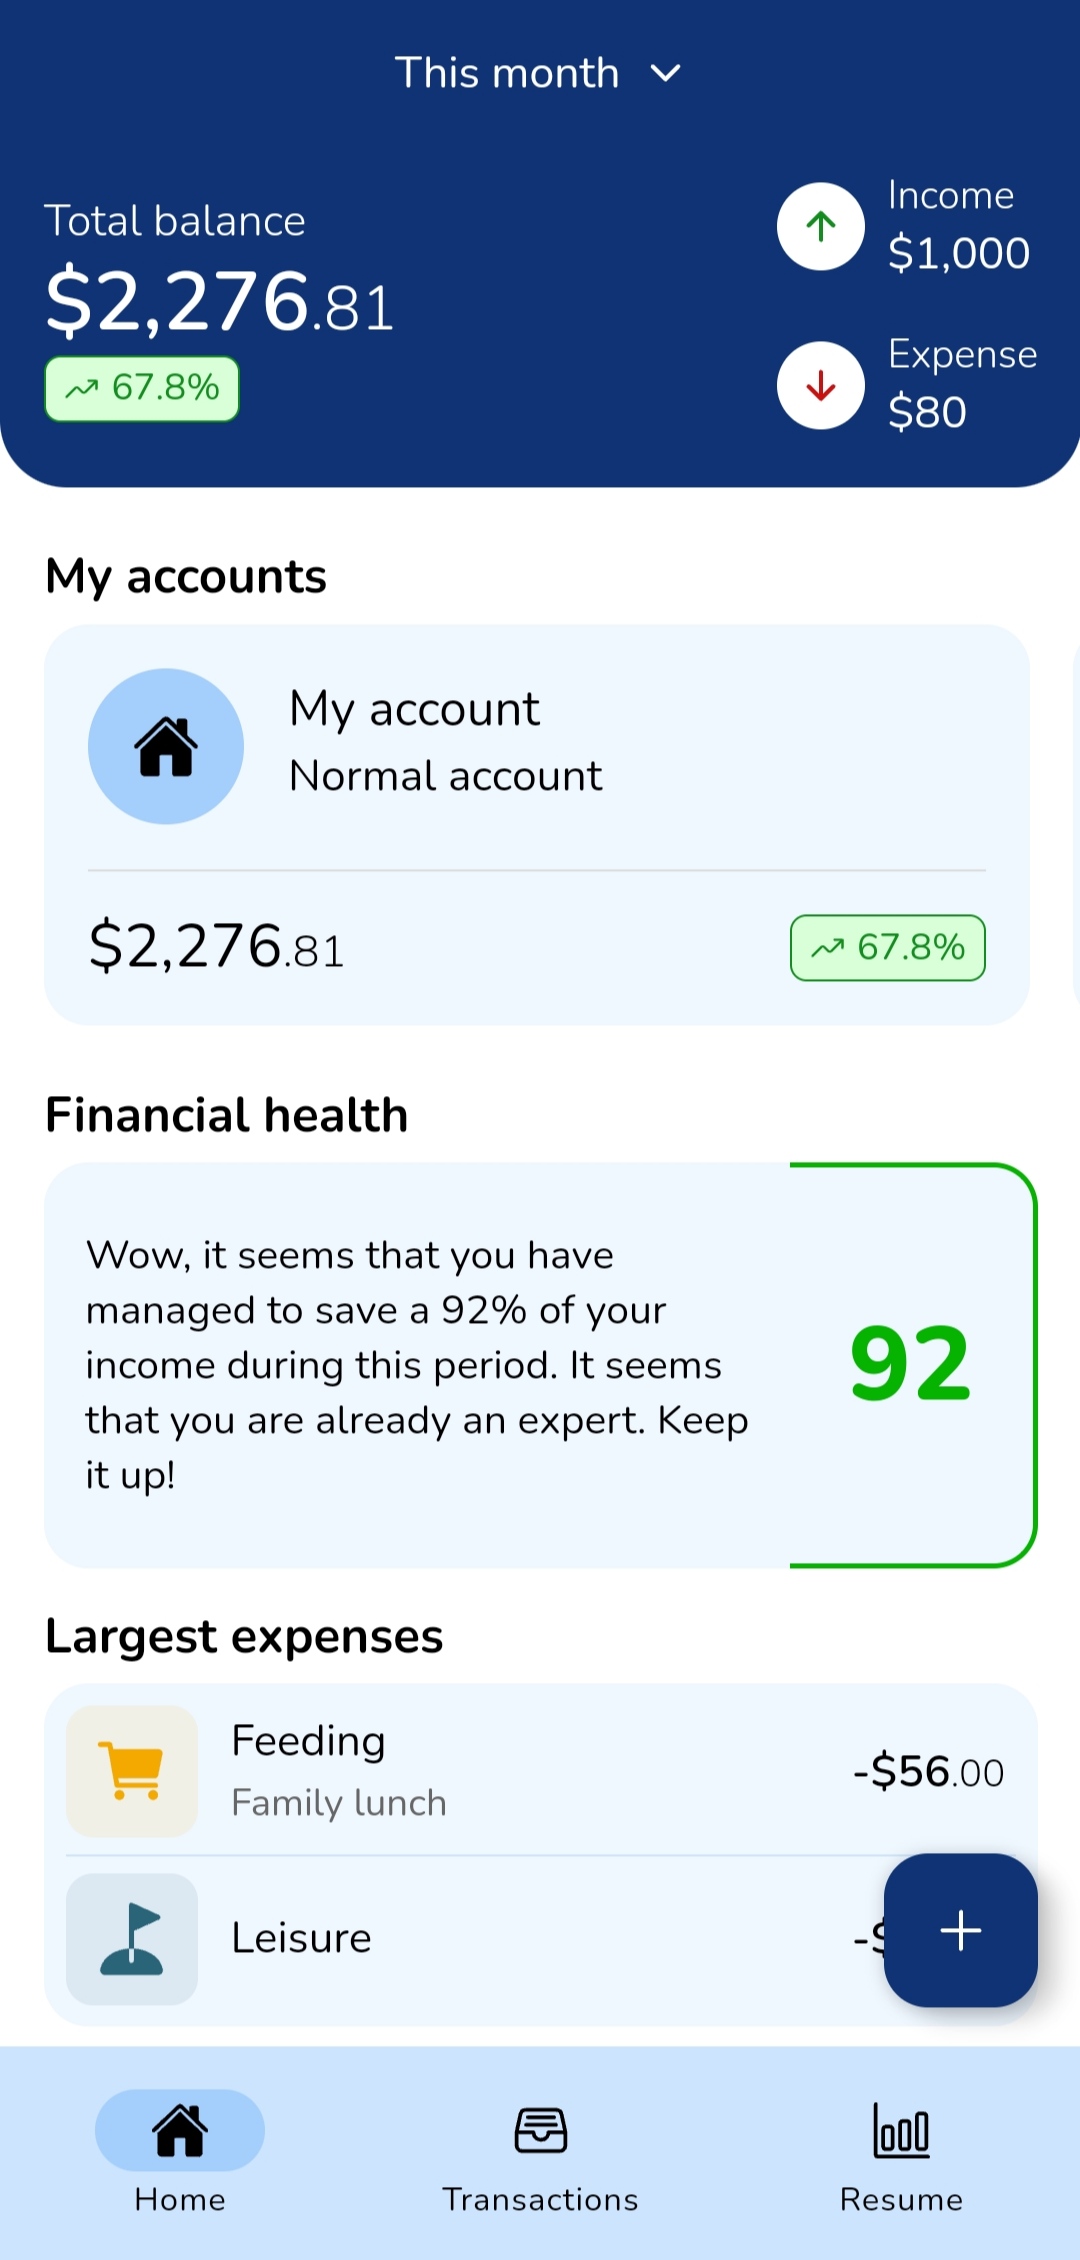 This month
Total balance
$2,276.81
67.8%
Income
$1,000
Expense
$80
My accounts
My account
Normal account
$2,276.81
67.8%
Financial health
Wow, it seems that you have
managed to save a 92% of your
income during this period. It seems
that you are already an expert. Keep
it up!
92
Largest expenses
Feeding
Family lunch
-$56.00
Leisure
Home
Transactions
Resume